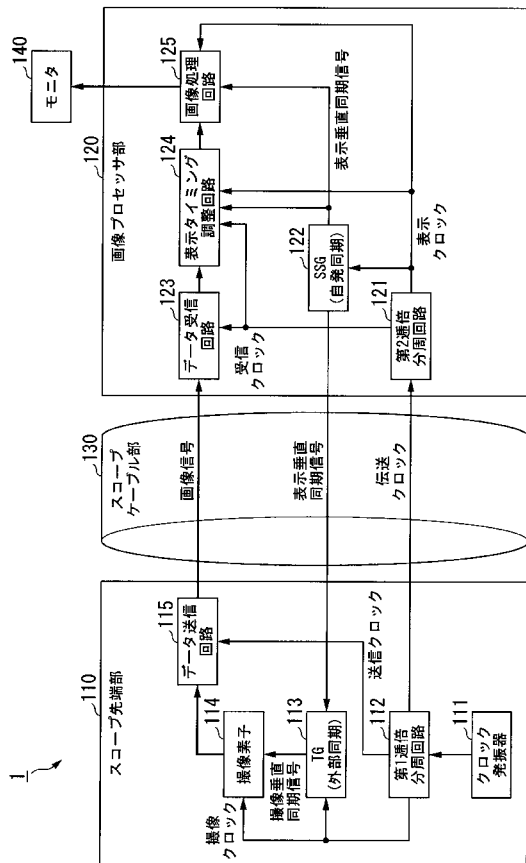 1
110
スコープ先端部
撮像
クロック
114
撮像素子
撮像垂直
同期信号
113
TG
(外部同期)
112
第1逓倍
分周回路
111
クロック
発振器
115
データ送信
回路
送信クロック
130
スコープ
ケーブル部
画像信号
表示垂直
同期信号
伝送
クロック
120
画像プロセッサ部
123
データ受信
回路
受信
クロック
124
表示タイミング
調整回路
125
画像処理
回路
122
SSG
(自発同期)
表示垂直同期信号
121
第2逓倍
分周回路
表示
クロック
140
モニタ